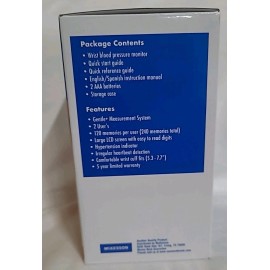 Package Contents
• Wrist blood pressure monitor
• Quick start guide
• Quick reference guide
• English/Spanish instruction manual
• 2 AAA batteries
• Storage case
Features
• Gentle+ Measurement System
• 2 User's
• 120 memories per user (240 memories total)
• Large LCD screen with easy to read digits
• Hypertension indicator
• Irregular heartbeat detection
• Comfortable wrist cuff fits (5.3 - 7.7")
• 5-year limited warranty